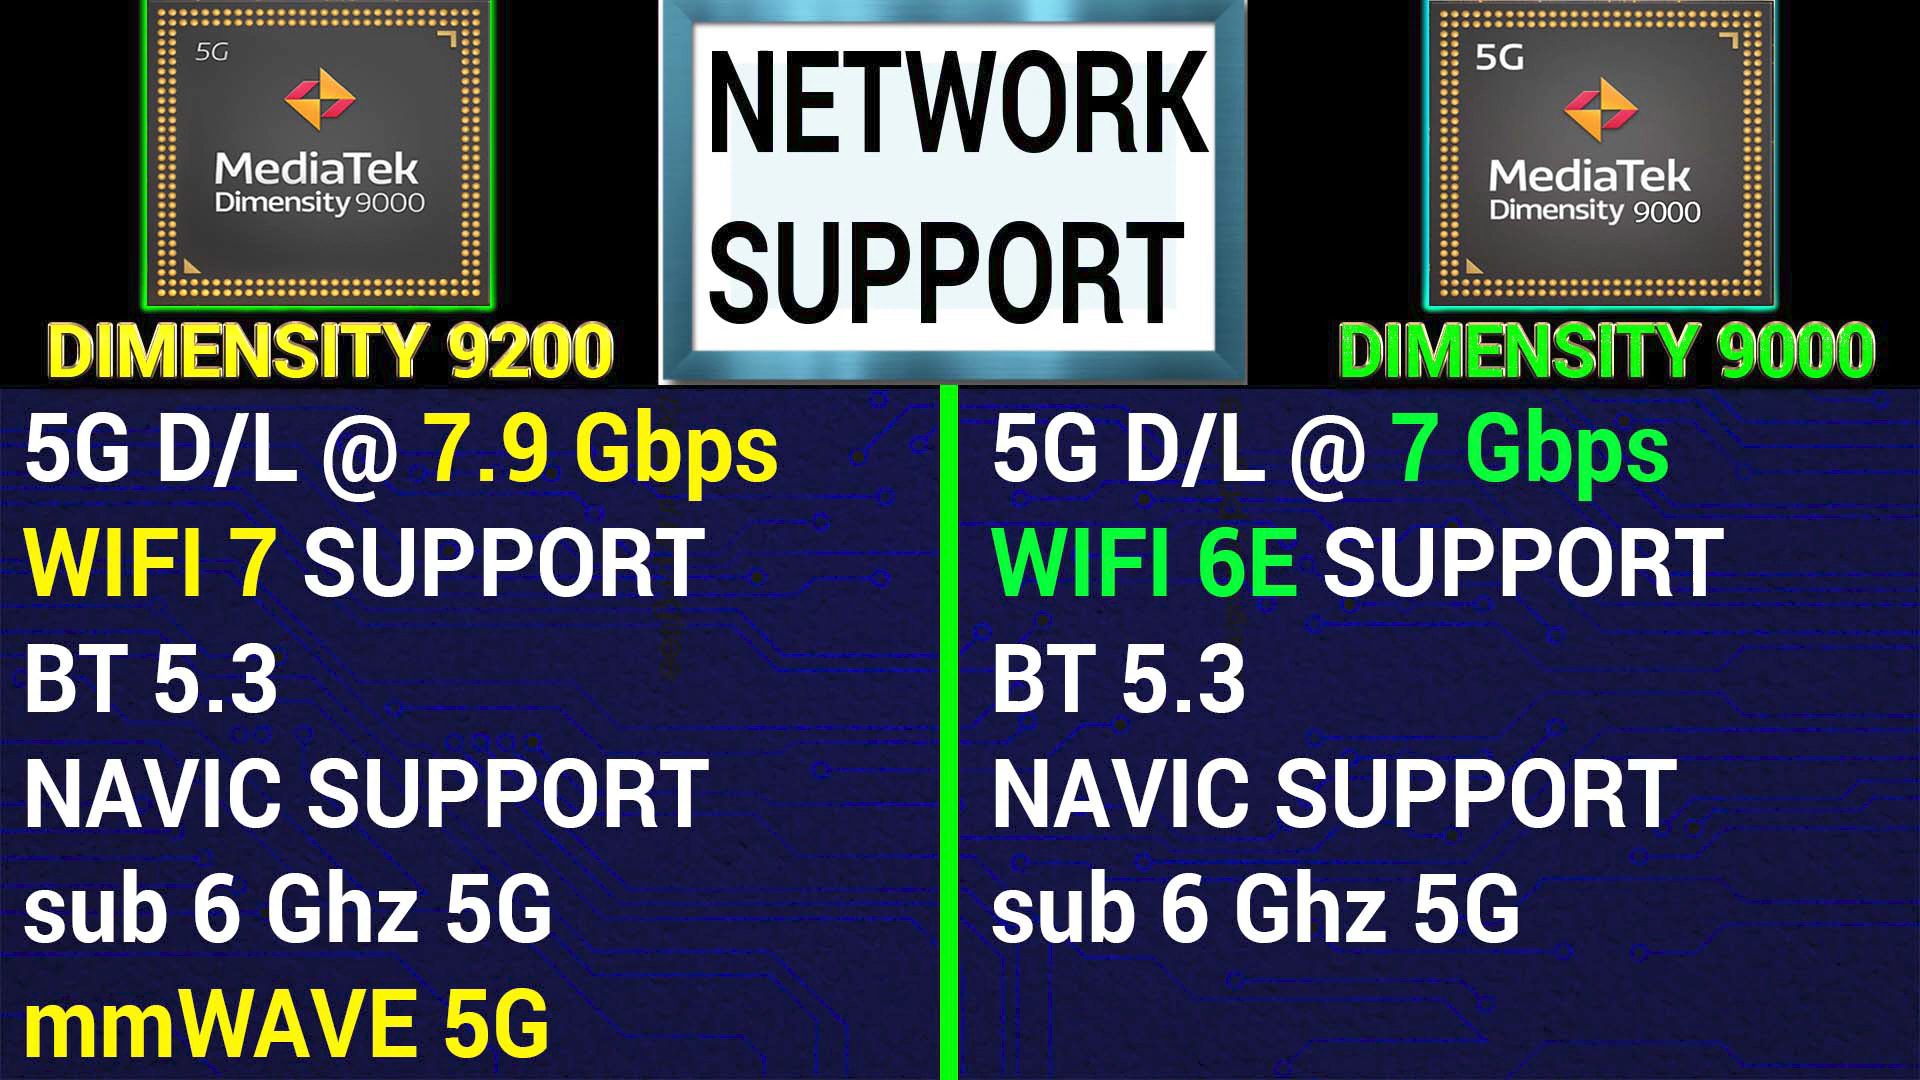 5G
MediaTek
Dimensity 9000
DIMENSITY 9200
NETWORK
SUPPORT
5G
MediaTek
Dimensity 9000
DIMENSITY 9000
5G D/L @ 7.9 Gbps
WIFI 7 SUPPORT
BT 5.3
NAVIC SUPPORT
sub 6 Ghz 5G
mmWAVE 5G
5G D/L @ 7 Gbps
WIFI 6E SUPPORT
BT 5.3
NAVIC SUPPORT
sub 6 Ghz 5G